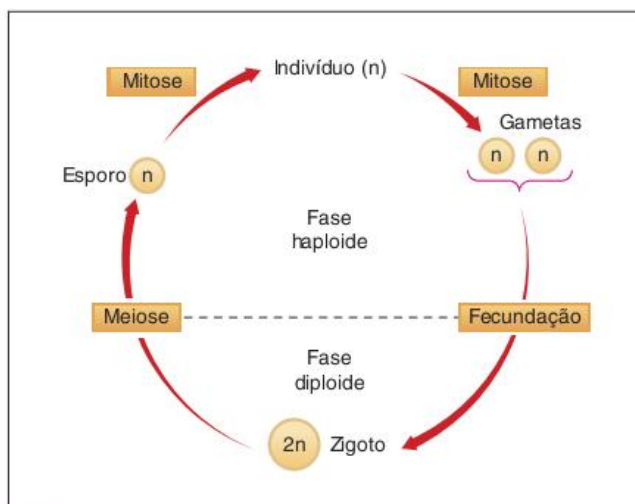 Indivíduo (n)
Mitose
Mitose
Gametas
n n
Esporo n
Fase
haploide
Meiose
Fecundação
Fase
diploide
2n Zigoto